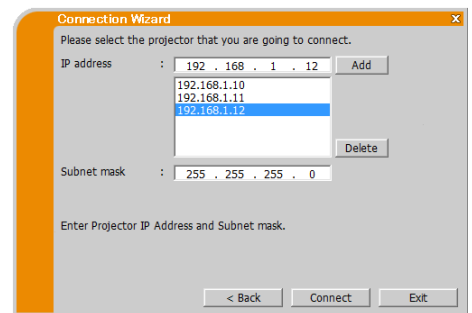 Connection Wizard x
Please select the projector that you are going to connect.
IP address : 192 . 168 . 1 . 12 Add
192.168.1.10
192.168.1.11
192.168.1.12
Delete
Subnet mask : 255 . 255 . 255 . 0
Enter Projector IP Address and Subnet mask.
< Back Connect Exit